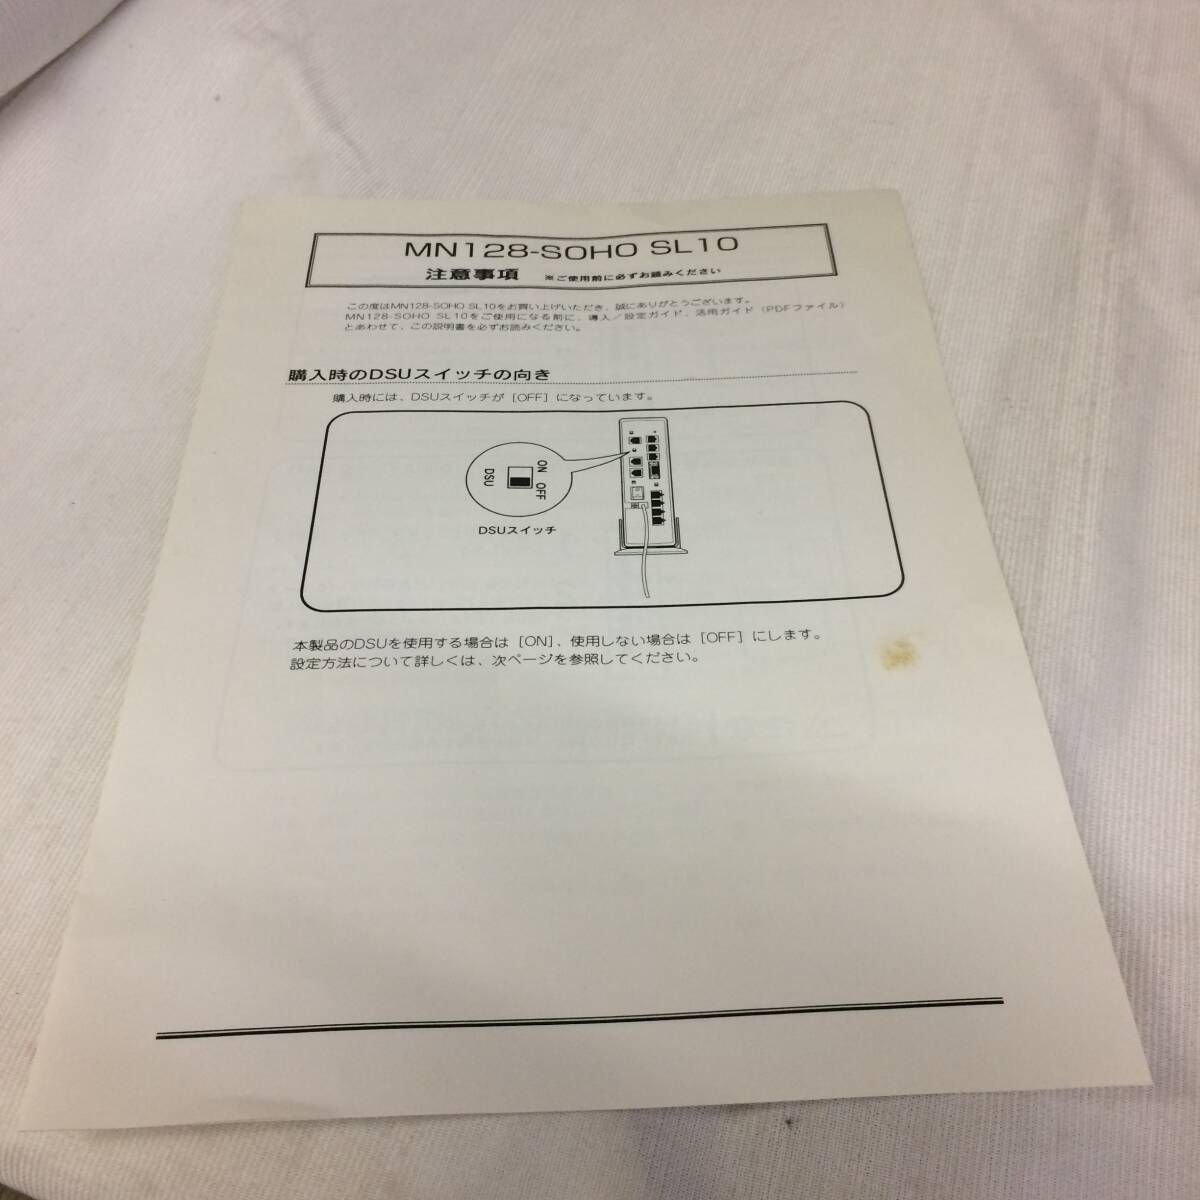 MN128-SOHO SL10
注意事項 ※ご使用前に必ずお読みください
この度はMN128-SOHO SL10をお買い上げいただき、誠にありがとうございます。
MN128-SOHO SL10をご使用になる前に、導入／設定ガイド、活用ガイド（PDFファイル）
とあわせて、この説明書を必ずお読みください。
購入時のDSUスイッチの向き
購入時には、DSUスイッチが［OFF］になっています。
DSU
ON OFF
DSUスイッチ
本製品のDSUを使用する場合は［ON］、使用しない場合は［OFF］にします。
設定方法について詳しくは、次ページを参照してください。